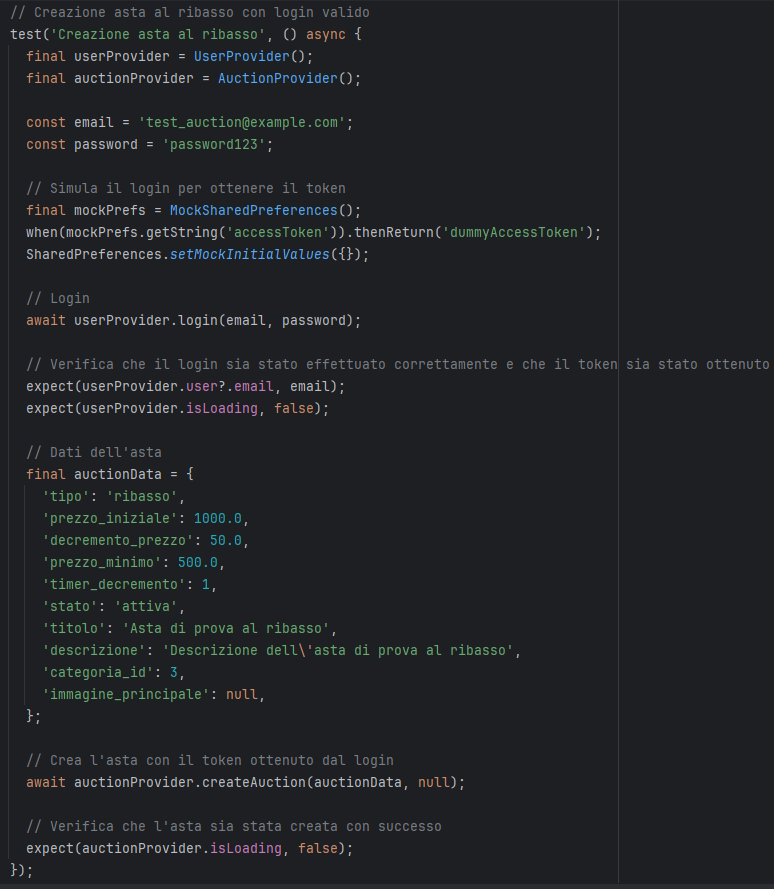 // Creazione asta al ribasso con login valido
test('Creazione asta al ribasso', () async {
  final userProvider = UserProvider();
  final auctionProvider = AuctionProvider();

  const email = 'test_auction@example.com';
  const password = 'password123';

  // Simula il login per ottenere il token
  final mockPrefs = MockSharedPreferences();
  when(mockPrefs.getString('accessToken')).thenReturn('dummyAccessToken');
  SharedPreferences.setMockInitialValues({});

  // Login
  await userProvider.login(email, password);

  // Verifica che il login sia stato effettuato correttamente e che il token sia stato ottenuto
  expect(userProvider.user?.email, email);
  expect(userProvider.isLoading, false);

  // Dati dell'asta
  final auctionData = {
    'tipo': 'ribasso',
    'prezzo_iniziale': 1000.0,
    'decremento_prezzo': 50.0,
    'prezzo_minimo': 500.0,
    'timer_decremento': 1,
    'stato': 'attiva',
    'titolo': 'Asta di prova al ribasso',
    'descrizione': 'Descrizione dell\'asta di prova al ribasso',
    'categoria_id': 3,
    'immagine_principale': null,
  };

  // Crea l'asta con il token ottenuto dal login
  await auctionProvider.createAuction(auctionData, null);

  // Verifica che l'asta sia stata creata con successo
  expect(auctionProvider.isLoading, false);
});